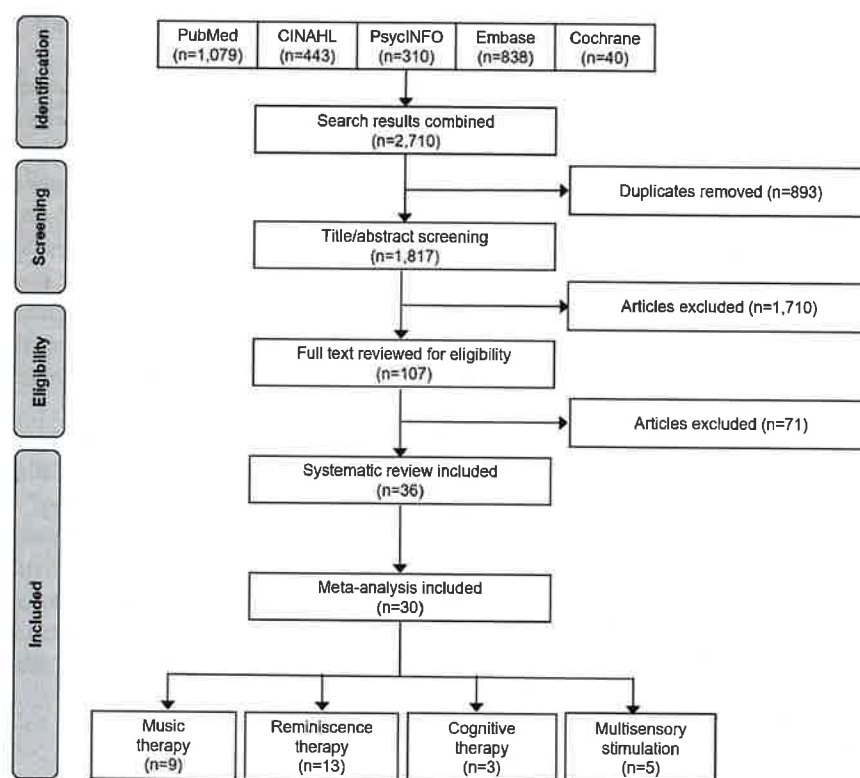 Identification
PubMed
(n=1,079)
CINAHL
(n=443)
PsycINFO
(n=310)
Embase
(n=838)
Cochrane
(n=40)
Search results combined
(n=2,710)
Duplicates removed (n=893)
Screening
Title/abstract screening
(n=1,817)
Articles excluded (n=1,710)
Eligibility
Full text reviewed for eligibility
(n=107)
Articles excluded (n=71)
Included
Systematic review included
(n=36)
Meta-analysis included
(n=30)
Music
therapy
(n=9)
Reminiscence
therapy
(n=13)
Cognitive
therapy
(n=3)
Multisensory
stimulation
(n=5)